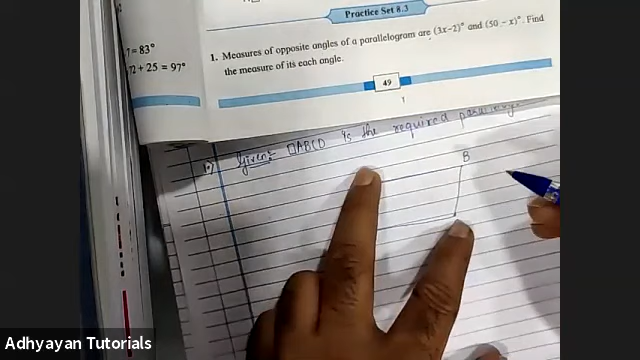 Practice Set 8.3
= 83°
72 + 25 = 97°
1. Measures of opposite angles of a parallelogram are (3x−2)° and (50 − x)°. Find
the measure of its each angle.
49
1
Given: □ABCD is the required
B
Adhyayan Tutorials